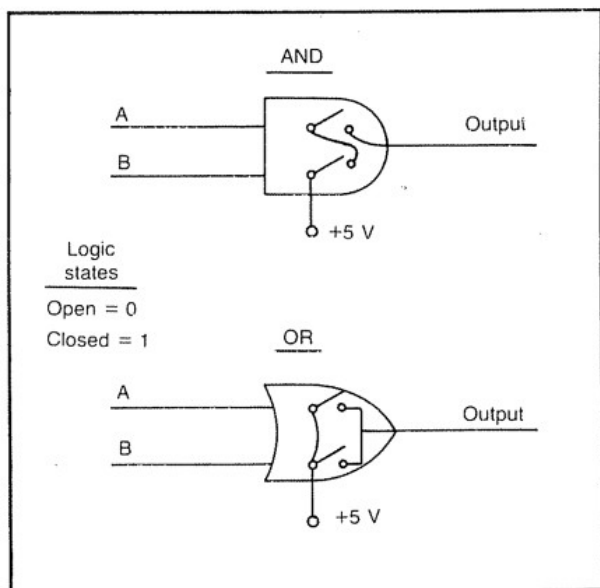 AND
A
Output
B
+5 V
Logic
states
Open = 0
Closed = 1
OR
A
Output
B
+5 V